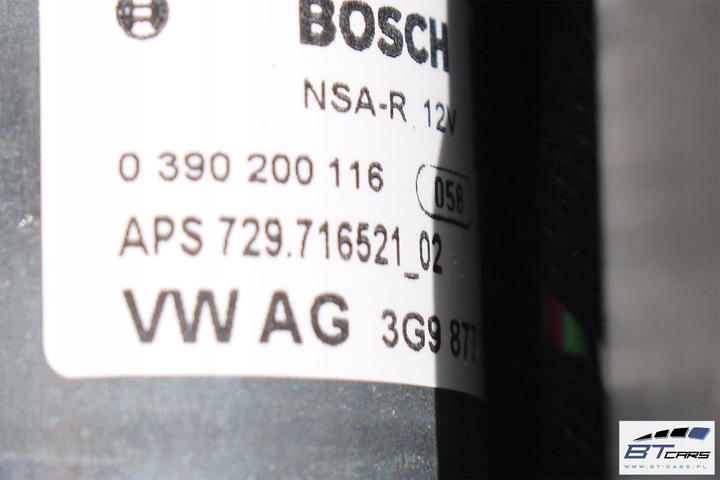 BOSCH
NSA-R 12V
0 390 200 116 058
APS 729.716521_02
VW AG 3G9 877
BT CARS
WWW.BT-CARS.PL